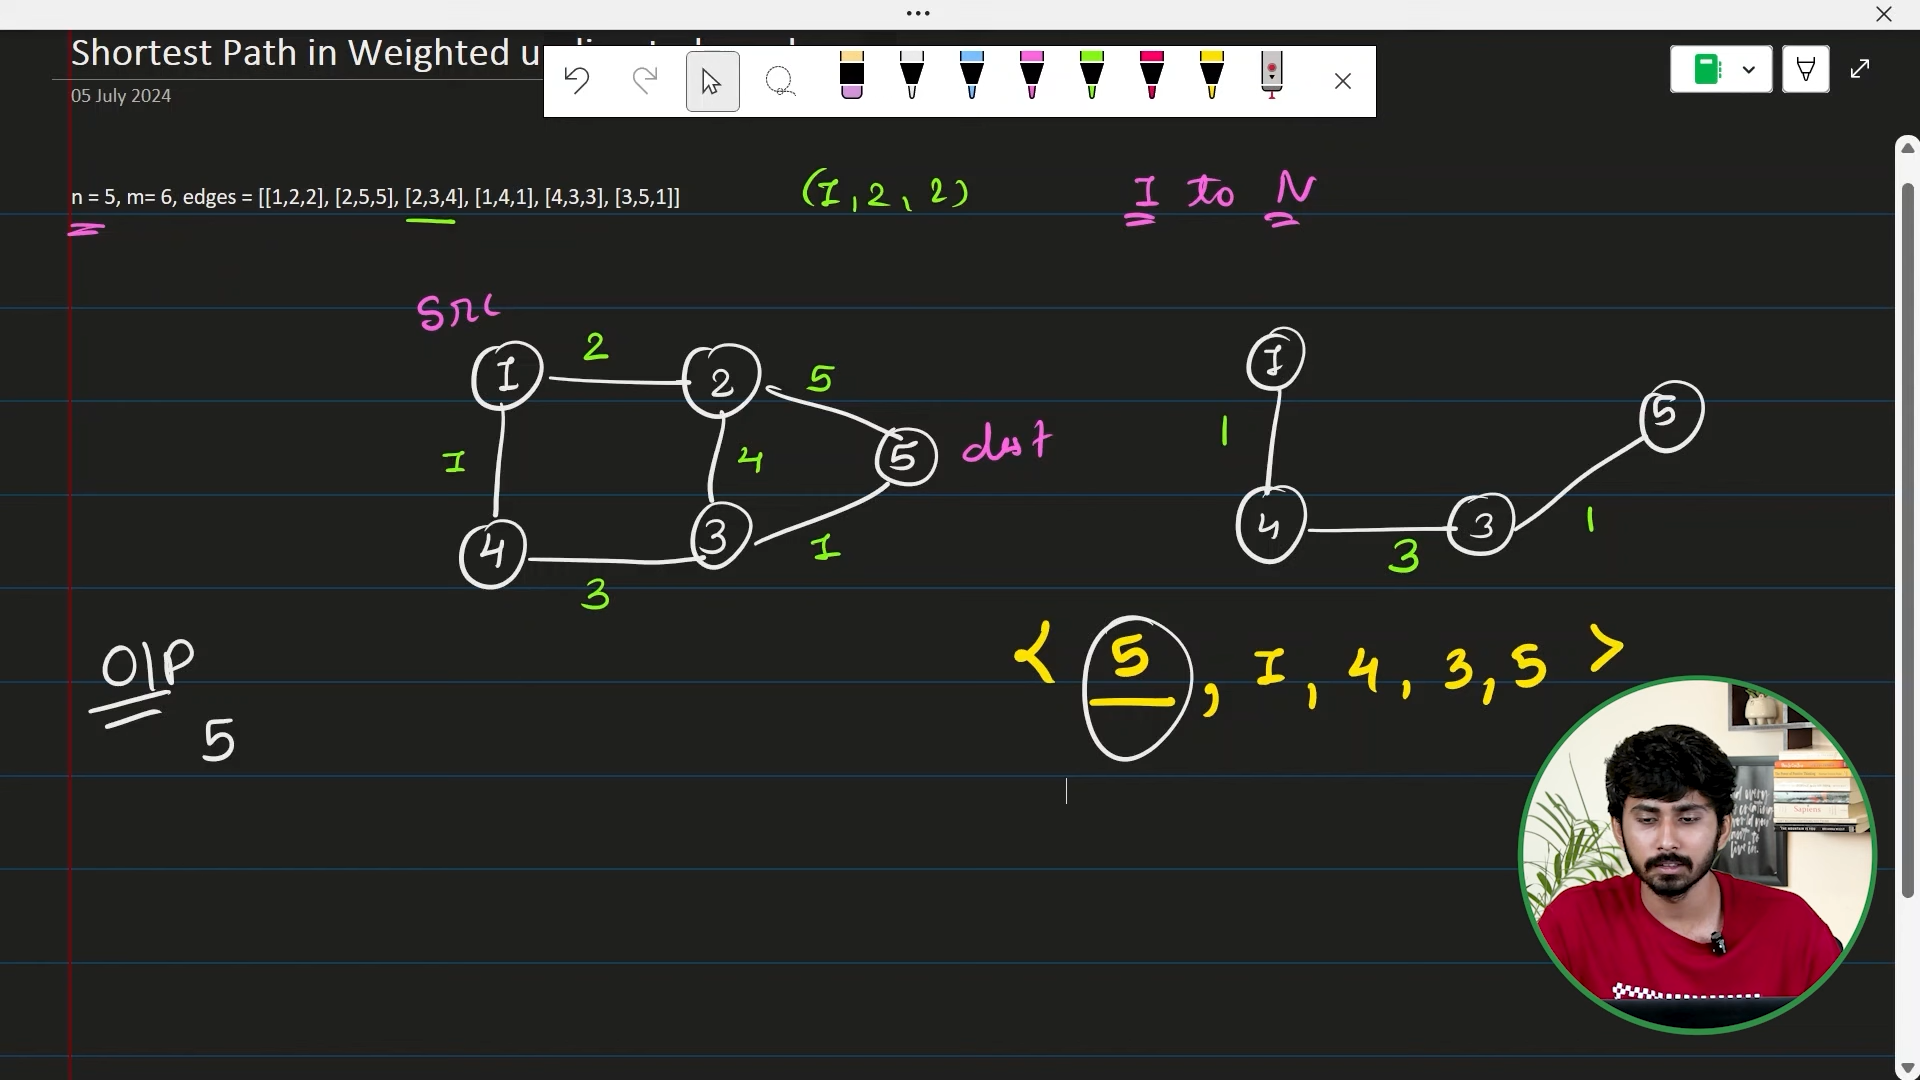 Shortest Path in Weighted u
05 July 2024
n = 5, m= 6, edges = [[1,2,2], [2,5,5], [2,3,4], [1,4,1], [4,3,3], [3,5,1]]
(1, 2, 2)
1 to N
src
1 2 2 5 5 dest
1 4
4 3 3 1
1
1
4 3 3 1 5
O/P
5
< 5, 1, 4, 3, 5 >
Sapiens